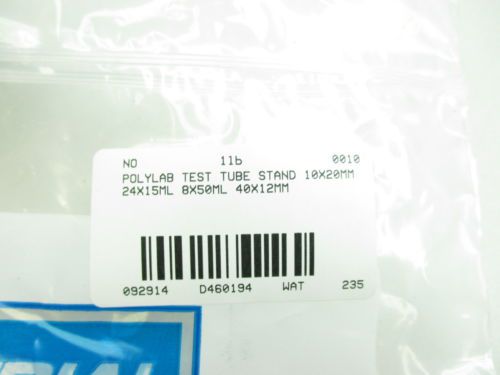 NO 11b 0010
POLYLAB TEST TUBE STAND 10X20MM
24X15ML 8X50ML 40X12MM
092914 D460194 WAT 235